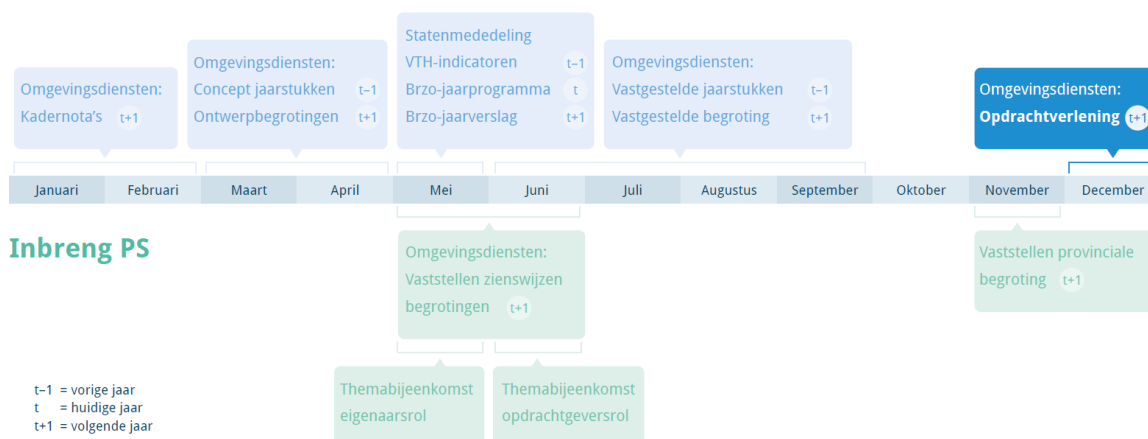 Omgevingsdiensten:
Kadernota's t+1
Omgevingsdiensten:
Concept jaarstukken t–1
Ontwerpbegrotingen t+1
Statenmededeling
VTH-indicatoren t–1
Brzo-jaarprogramma t
Brzo-jaarverslag t+1
Omgevingsdiensten:
Vastgestelde jaarstukken t–1
Vastgestelde begroting t+1
Omgevingsdiensten:
Opdrachtverlening t+1
Januari Februari Maart April Mei Juni Juli Augustus September Oktober November December
Inbreng PS
Omgevingsdiensten:
Vaststellen zienswijzen
begrotingen t+1
Vaststellen provinciale
begroting t+1
Themabijeenkomst
eigenaarsrol
Themabijeenkomst
opdrachtgeversrol
t–1 = vorige jaar
t = huidige jaar
t+1 = volgende jaar